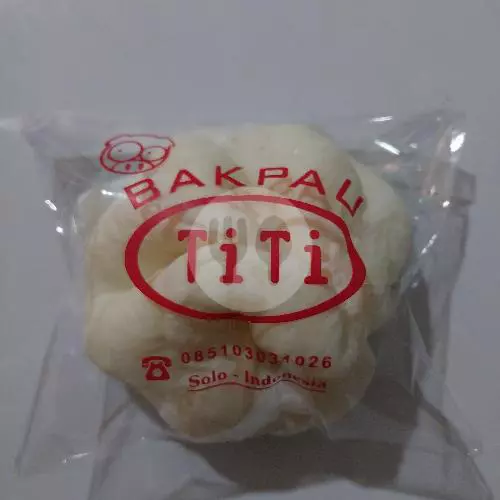 BAKPAU
TiTi
☎ 085103031026
Solo - Indonesia